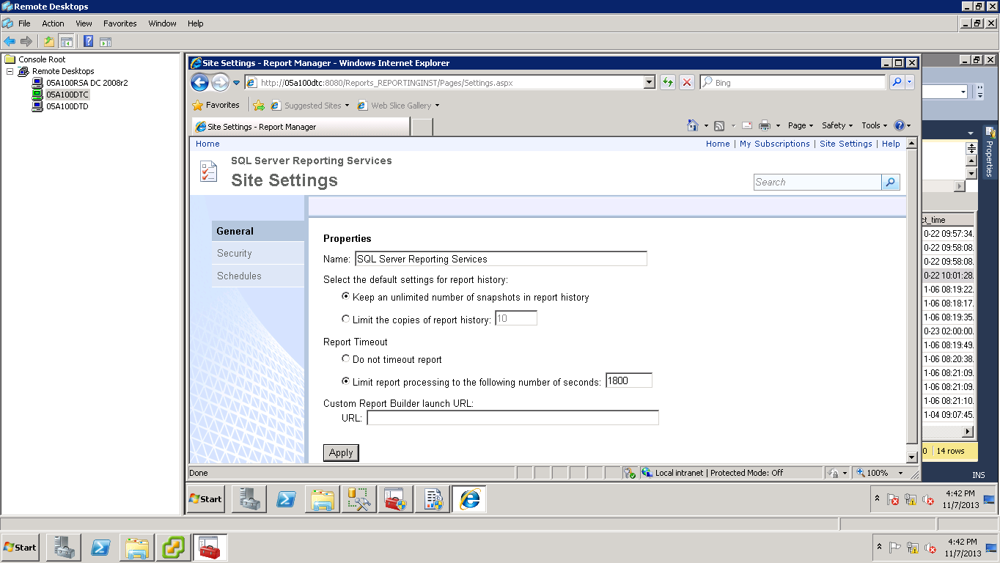 Remote Desktops
File Action View Favorites Window Help
Console Root
Remote Desktops
05A100RSA DC 2008r2
05A100DTC
05A100DTD
Site Settings - Report Manager - Windows Internet Explorer
http://05a100dtc:8080/Reports_REPORTINGINST/Pages/Settings.aspx
Bing
Favorites Suggested Sites Web Slice Gallery
Site Settings - Report Manager
Page Safety Tools
Home
Home | My Subscriptions | Site Settings | Help
SQL Server Reporting Services
Site Settings
Search
General
Security
Schedules
Properties
Name: SQL Server Reporting Services
Select the default settings for report history:
Keep an unlimited number of snapshots in report history
Limit the copies of report history: 10
Report Timeout
Do not timeout report
Limit report processing to the following number of seconds: 1800
Custom Report Builder launch URL:
URL:
Apply
Done
Local intranet | Protected Mode: Off
100%
Properties
ct_time
0-22 09:57:34.
0-22 09:58:08.
0-22 09:58:08.
0-22 10:01:28.
1-06 08:19:22.
1-06 08:18:17.
1-06 08:19:35.
0-23 02:00:00.
1-06 08:19:49.
1-06 08:20:38.
1-06 08:21:09.
1-06 08:21:09.
1-06 08:21:10.
1-04 09:07:45.
0 14 rows
INS
Start
4:42 PM
11/7/2013
Start
4:42 PM
11/7/2013